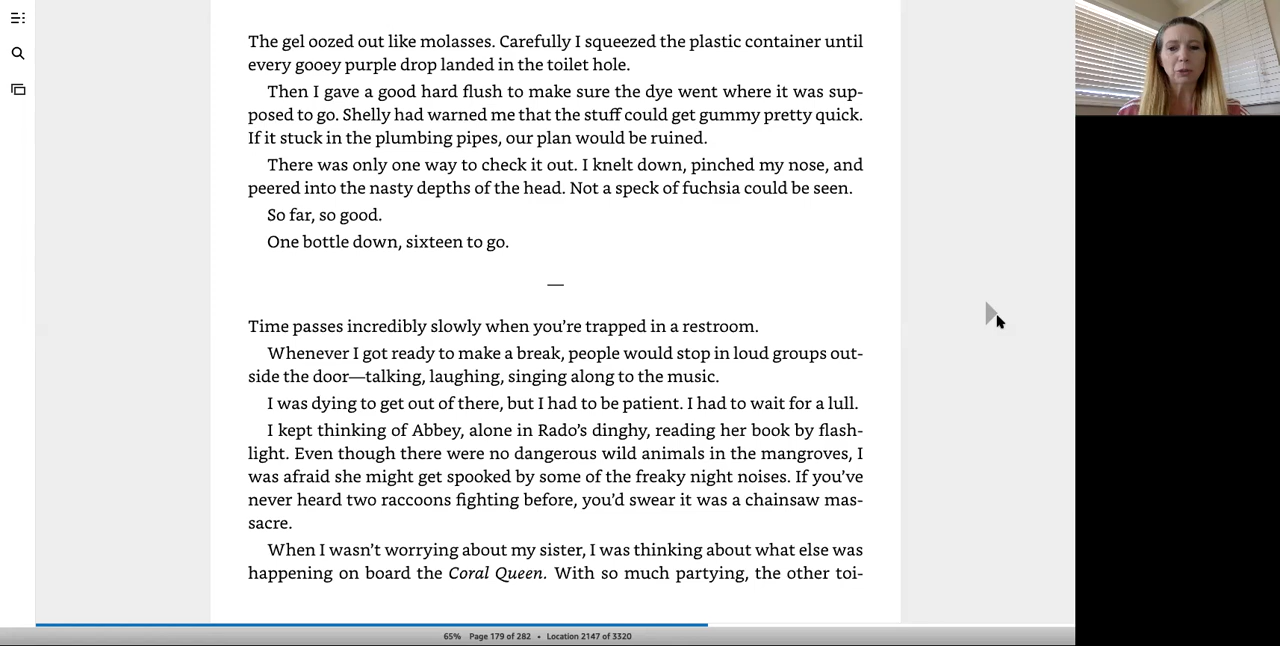 The gel oozed out like molasses. Carefully I squeezed the plastic container until
every gooey purple drop landed in the toilet hole.
Then I gave a good hard flush to make sure the dye went where it was sup-
posed to go. Shelly had warned me that the stuff could get gummy pretty quick.
If it stuck in the plumbing pipes, our plan would be ruined.
There was only one way to check it out. I knelt down, pinched my nose, and
peered into the nasty depths of the head. Not a speck of fuchsia could be seen.
So far, so good.
One bottle down, sixteen to go.
—
Time passes incredibly slowly when you’re trapped in a restroom.
Whenever I got ready to make a break, people would stop in loud groups out-
side the door—talking, laughing, singing along to the music.
I was dying to get out of there, but I had to be patient. I had to wait for a lull.
I kept thinking of Abbey, alone in Rado’s dinghy, reading her book by flash-
light. Even though there were no dangerous wild animals in the mangroves, I
was afraid she might get spooked by some of the freaky night noises. If you’ve
never heard two raccoons fighting before, you’d swear it was a chainsaw mas-
sacre.
When I wasn’t worrying about my sister, I was thinking about what else was
happening on board the Coral Queen. With so much partying, the other toi-
65% Page 179 of 282 • Location 2147 of 3320